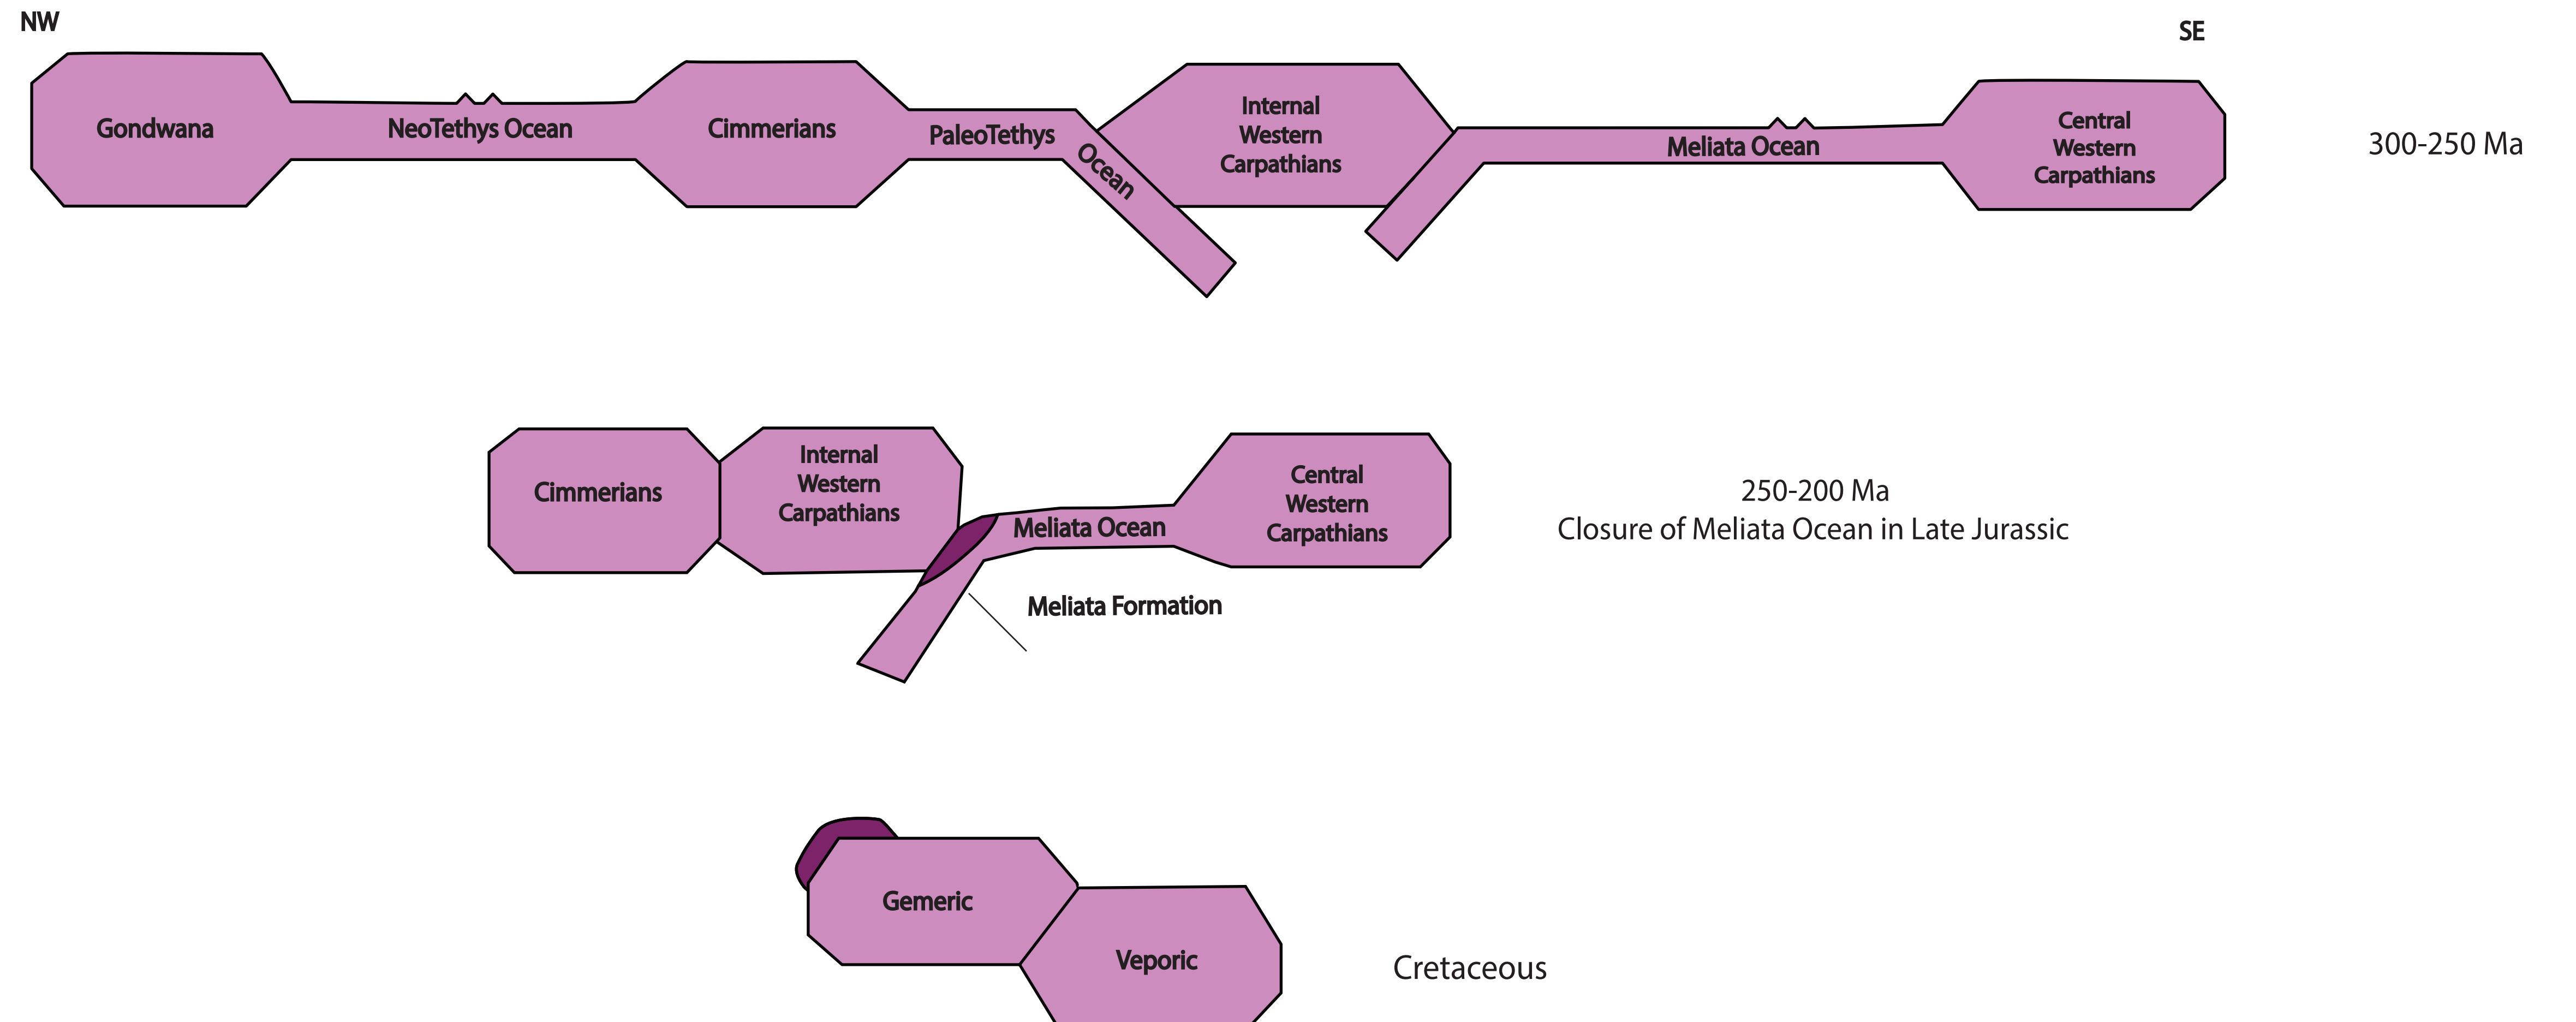 NW
SE
Gondwana
NeoTethys Ocean
Cimmerians
PaleoTethys
Ocean
Internal
Western
Carpathians
Meliata Ocean
Central
Western
Carpathians
300-250 Ma
Cimmerians
Internal
Western
Carpathians
Meliata Ocean
Central
Western
Carpathians
250-200 Ma
Closure of Meliata Ocean in Late Jurassic
Meliata Formation
Gemeric
Veporic
Cretaceous